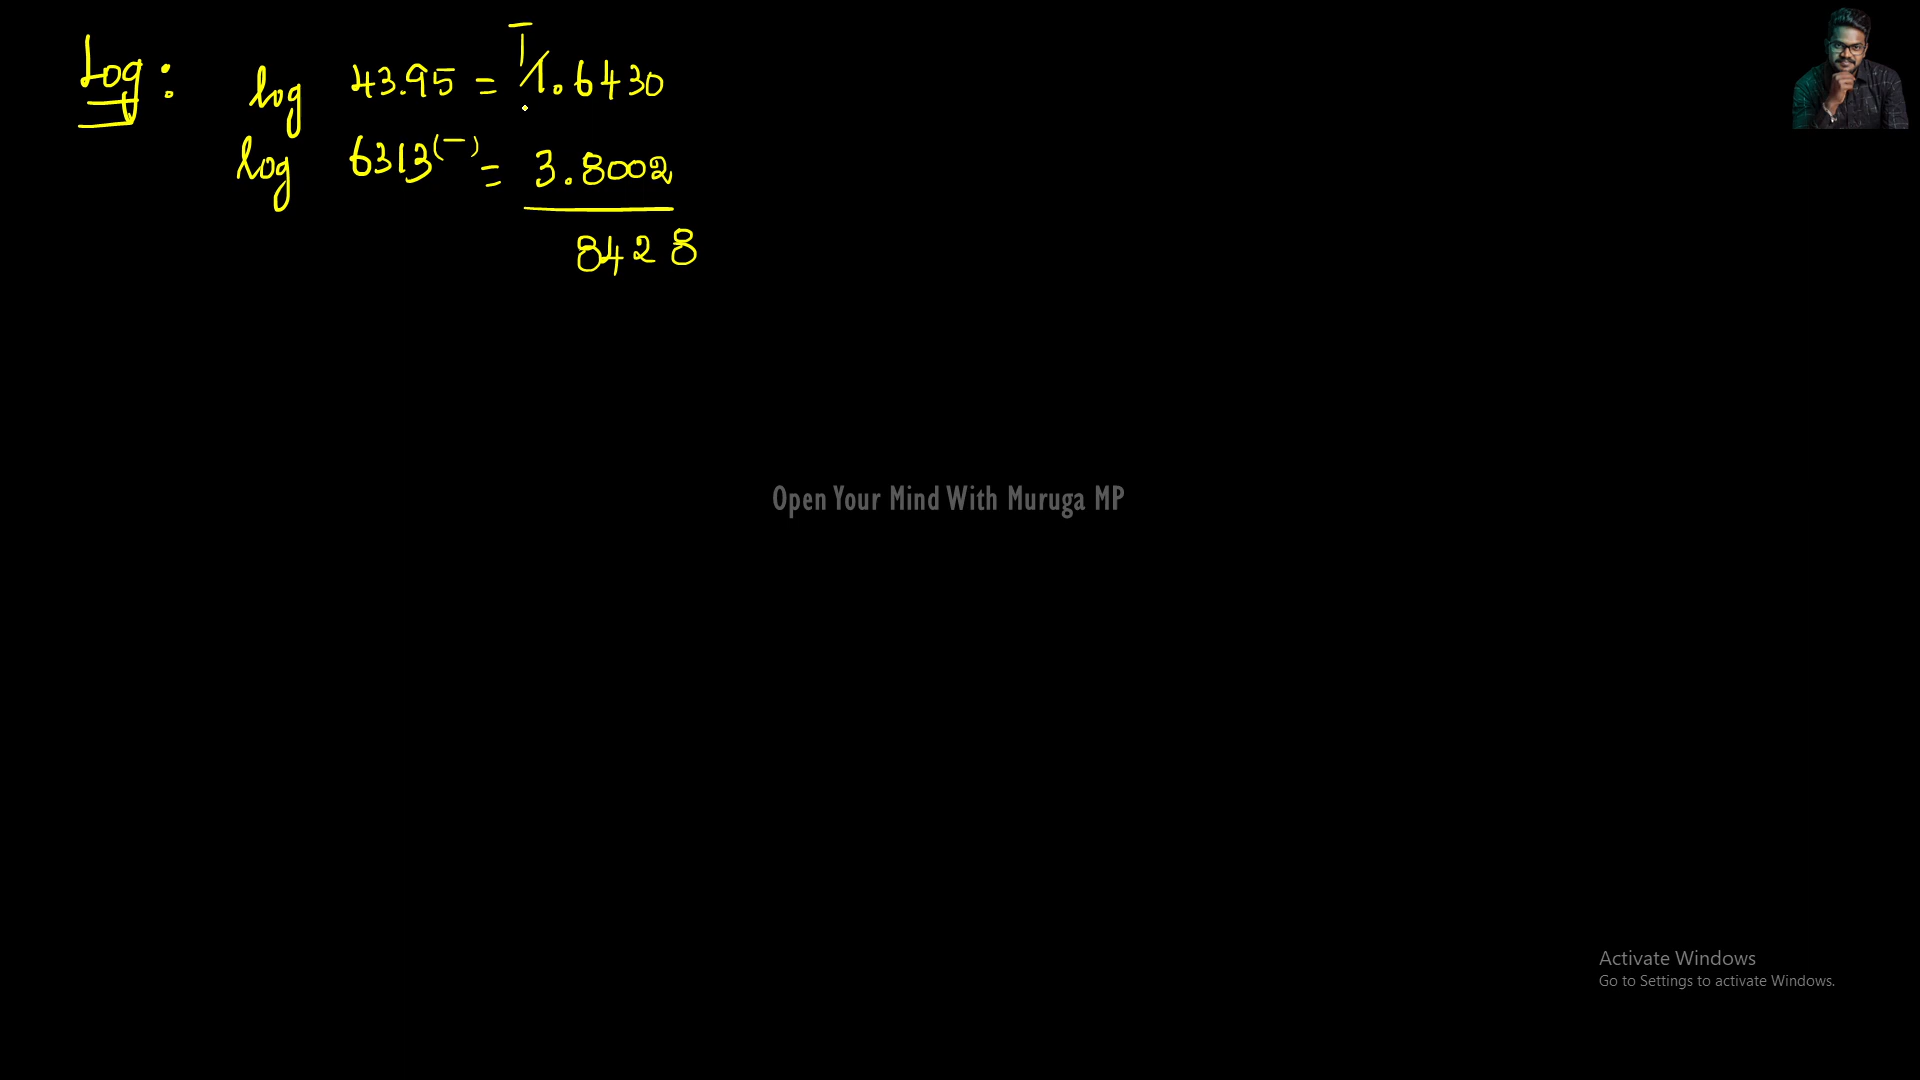 Log : log 43.95 = 1̅1.6430
log 6313(-) = 3.8002
8428
Open Your Mind With Muruga MP
Activate Windows
Go to Settings to activate Windows.